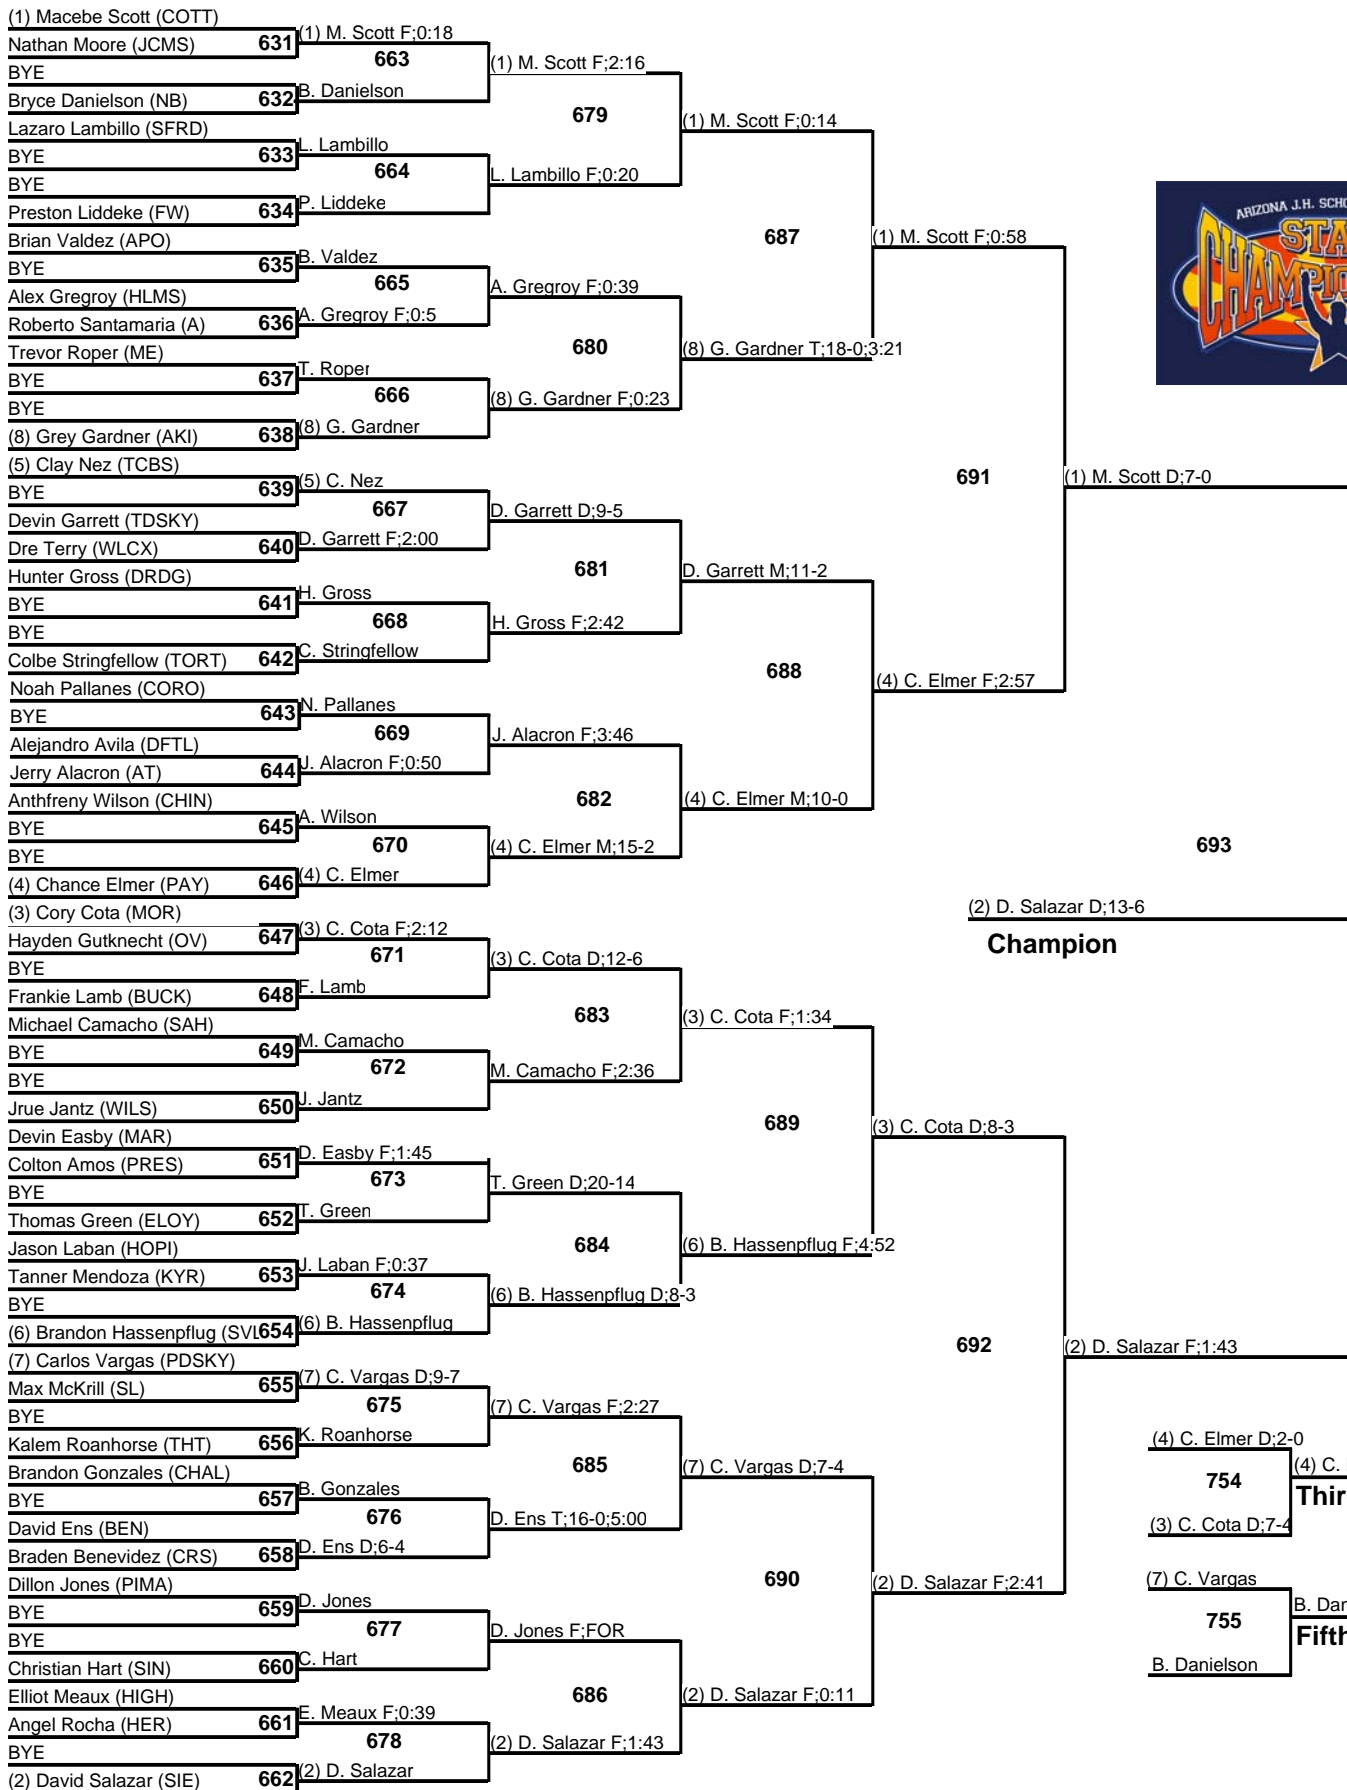 (1) Macebe Scott (COTT)
Nathan Moore (JCMS)
631
BYE
Bryce Danielson (NB)
632
Lazaro Lambillo (SFRD)
BYE
633
BYE
Preston Liddeke (FW)
634
Brian Valdez (APO)
BYE
635
Alex Gregroy (HLMS)
Roberto Santamaria (A)
636
Trevor Roper (ME)
BYE
637
BYE
(8) Grey Gardner (AKI)
638
(5) Clay Nez (TCBS)
BYE
639
Devin Garrett (TDSKY)
Dre Terry (WLCX)
640
Hunter Gross (DRDG)
BYE
641
BYE
Colbe Stringfellow (TORT)
642
Noah Pallanes (CORO)
BYE
643
Alejandro Avila (DFTL)
Jerry Alacron (AT)
644
Anthfreny Wilson (CHIN)
BYE
645
BYE
(4) Chance Elmer (PAY)
646
(3) Cory Cota (MOR)
Hayden Gutknecht (OV)
647
BYE
Frankie Lamb (BUCK)
648
Michael Camacho (SAH)
BYE
649
BYE
Jrue Jantz (WILS)
650
Devin Easby (MAR)
Colton Amos (PRES)
651
BYE
Thomas Green (ELOY)
652
Jason Laban (HOPI)
Tanner Mendoza (KYR)
653
BYE
(6) Brandon Hassenpflug (SVL
654
(7) Carlos Vargas (PDSKY)
Max McKrill (SL)
655
BYE
Kalem Roanhorse (THT)
656
Brandon Gonzales (CHAL)
BYE
657
David Ens (BEN)
Braden Benevidez (CRS)
658
Dillon Jones (PIMA)
BYE
659
BYE
Christian Hart (SIN)
660
Elliot Meaux (HIGH)
Angel Rocha (HER)
661
BYE
(2) David Salazar (SIE)
662
(1) M. Scott F;0:18
663
B. Danielson
L. Lambillo
664
P. Liddeke
B. Valdez
665
A. Gregroy F;0:5
T. Roper
666
(8) G. Gardner
(5) C. Nez
667
D. Garrett F;2:00
H. Gross
668
C. Stringfellow
N. Pallanes
669
J. Alacron F;0:50
A. Wilson
670
(4) C. Elmer
(3) C. Cota F;2:12
671
F. Lamb
M. Camacho
672
J. Jantz
D. Easby F;1:45
673
T. Green
J. Laban F;0:37
674
(6) B. Hassenpflug
(7) C. Vargas D;9-7
675
K. Roanhorse
B. Gonzales
676
D. Ens D;6-4
D. Jones
677
C. Hart
E. Meaux F;0:39
678
(2) D. Salazar
(1) M. Scott F;2:16
679
L. Lambillo F;0:20
A. Gregroy F;0:39
680
(8) G. Gardner F;0:23
D. Garrett D;9-5
681
H. Gross F;2:42
J. Alacron F;3:46
682
(4) C. Elmer M;15-2
(3) C. Cota D;12-6
683
M. Camacho F;2:36
T. Green D;20-14
684
(6) B. Hassenpflug D;8-3
(7) C. Vargas F;2:27
685
D. Ens T;16-0;5:00
D. Jones F;FOR
686
(2) D. Salazar F;1:43
(1) M. Scott F;0:14
687
(8) G. Gardner T;18-0;3:21
D. Garrett M;11-2
688
(4) C. Elmer M;10-0
(3) C. Cota F;1:34
689
(6) B. Hassenpflug F;4:52
(7) C. Vargas D;7-4
690
(2) D. Salazar F;0:11
(1) M. Scott F;0:58
691
(4) C. Elmer F;2:57
(3) C. Cota D;8-3
692
(2) D. Salazar F;2:41
ARIZONA J.H. SCHO
STA
CHAMPIO
(1) M. Scott D;7-0
693
(2) D. Salazar F;1:43
(2) D. Salazar D;13-6
Champion
(4) C. Elmer D;2-0
754
(3) C. Cota D;7-4
(4) C.
Thir
(7) C. Vargas
755
B. Danielson
B. Dar
Fifth